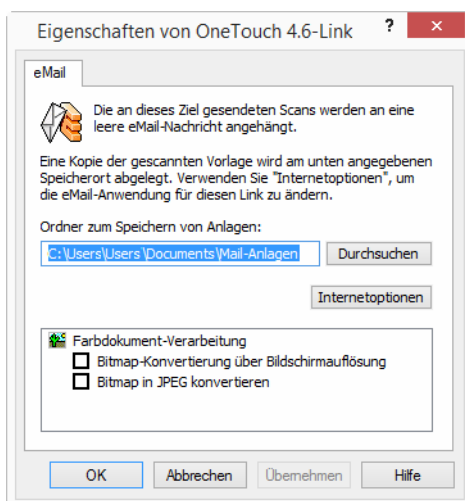 Eigenschaften von OneTouch 4.6-Link
?
×
eMail
Die an dieses Ziel gesendeten Scans werden an eine
leere eMail-Nachricht angehängt.
Eine Kopie der gescannten Vorlage wird am unten angegebenen
Speicherort abgelegt. Verwenden Sie "Internetoptionen", um
die eMail-Anwendung für diesen Link zu ändern.
Ordner zum Speichern von Anlagen:
C:\Users\Users\Documents\Mail-Anlagen
Durchsuchen
Internetoptionen
Farbdokument-Verarbeitung
Bitmap-Konvertierung über Bildschirmauflösung
Bitmap in JPEG konvertieren
OK Abbrechen Übernehmen Hilfe